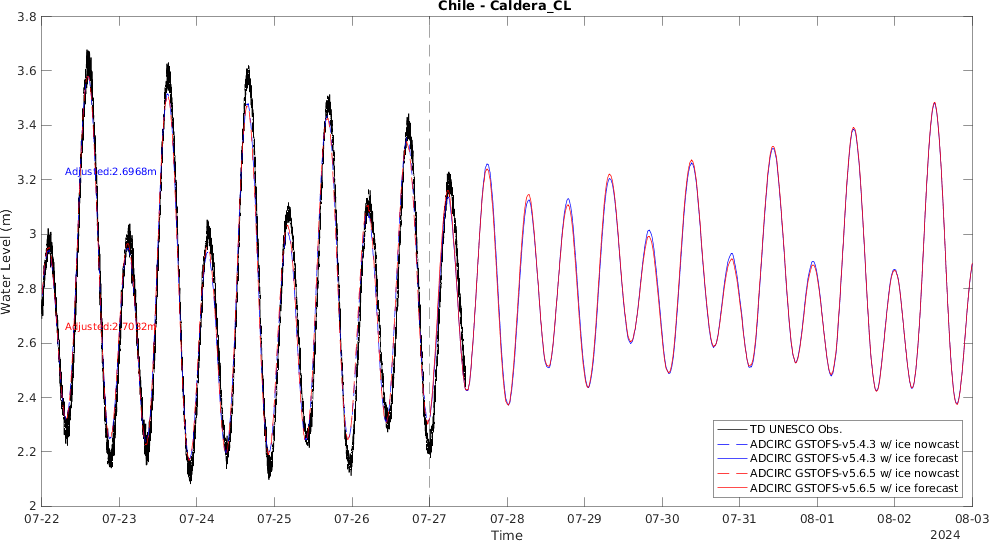 Chile - Caldera_CL
3.8
3.6
3.4
3.2
3
2.8
2.6
2.4
2.2
2
Water Level (m)
Adjusted:2.6968m
Adjusted:2.7032m
TD UNESCO Obs.
ADCIRC GSTOFS-v5.4.3 w/ ice nowcast
ADCIRC GSTOFS-v5.4.3 w/ ice forecast
ADCIRC GSTOFS-v5.6.5 w/ ice nowcast
ADCIRC GSTOFS-v5.6.5 w/ ice forecast
07-22 07-23 07-24 07-25 07-26 07-27 07-28 07-29 07-30 07-31 08-01 08-02 08-03
Time
2024